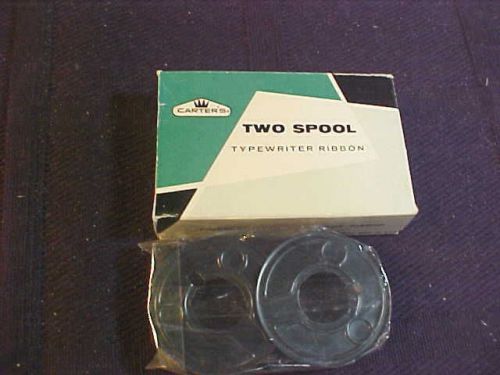 CARTER'S
TWO SPOOL
TYPEWRITER RIBBON